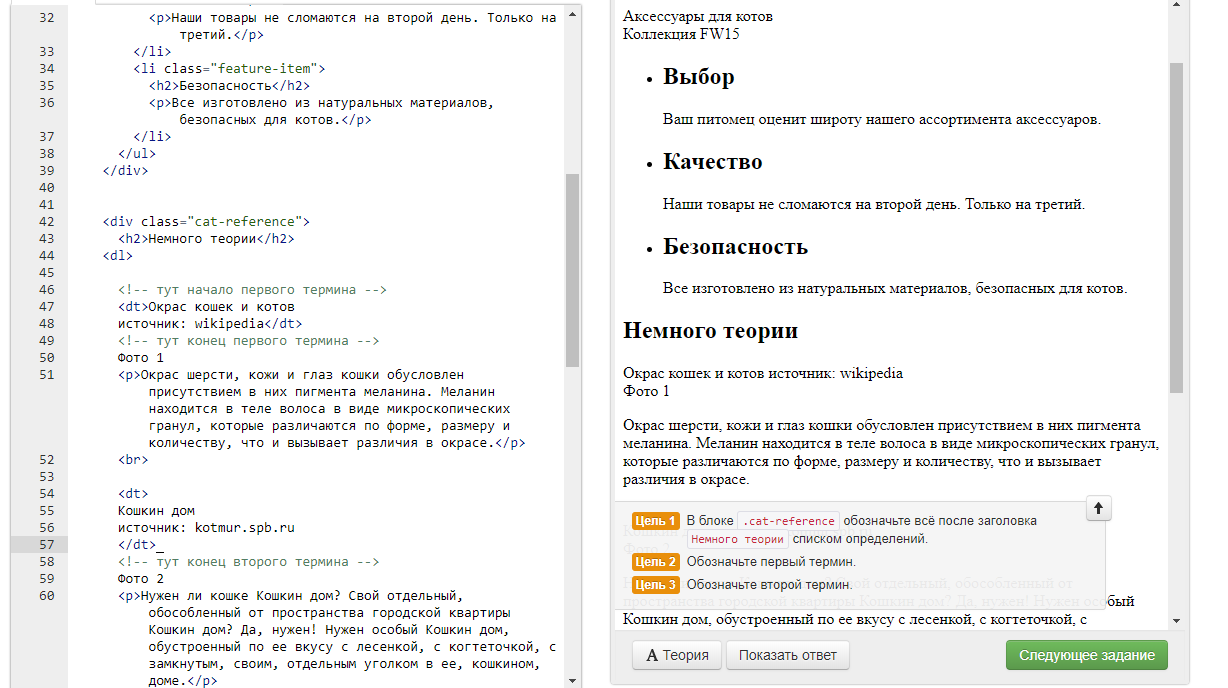 32 <p>Наши товары не сломаются на второй день. Только на
третий.</p>
33 </li>
34 <li class="feature-item">
35 <h2>Безопасность</h2>
36 <p>Все изготовлено из натуральных материалов,
безопасных для котов.</p>
37 </li>
38 </ul>
39 </div>
40
41
42 <div class="cat-reference">
43 <h2>Немного теории</h2>
44 <dl>
45
46 <!-- тут начало первого термина -->
47 <dt>Окрас кошек и котов
48 источник: wikipedia</dt>
49 <!-- тут конец первого термина -->
50 Фото 1
51 <p>Окрас шерсти, кожи и глаз кошки обусловлен
присутствием в них пигмента меланина. Меланин
находится в теле волоса в виде микроскопических
гранул, которые различаются по форме, размеру и
количеству, что и вызывает различия в окрасе.</p>
52 <br>
53
54 <dt>
55 Кошкин дом
56 источник: kotmur.spb.ru
57 </dt>
58 <!-- тут конец второго термина -->
59 Фото 2
60 <p>Нужен ли кошке Кошкин дом? Свой отдельный,
обособленный от пространства городской квартиры
Кошкин дом? Да, нужен! Нужен особый Кошкин дом,
обустроенный по ее вкусу с лесенкой, с когтеточкой, с
замкнутым, своим, отдельным уголком в ее, кошкином,
доме.</p>
Аксессуары для котов
Коллекция FW15
Выбор
Ваш питомец оценит широту нашего ассортимента аксессуаров.
Качество
Наши товары не сломаются на второй день. Только на третий.
Безопасность
Все изготовлено из натуральных материалов, безопасных для котов.
Немного теории
Окрас кошек и котов источник: wikipedia
Фото 1
Окрас шерсти, кожи и глаз кошки обусловлен присутствием в них пигмента
меланина. Меланин находится в теле волоса в виде микроскопических гранул,
которые различаются по форме, размеру и количеству, что и вызывает
различия в окрасе.
Цель 1 В блоке .cat-reference обозначьте всё после заголовка
Немного теории списком определений.
Цель 2 Обозначьте первый термин.
Цель 3 Обозначьте второй термин.
отдельный, обособленный от
пространства городской квартиры Кошкин дом? Да, нужен! Нужен особый
Кошкин дом, обустроенный по ее вкусу с лесенкой, с когтеточкой, с
А Теория
Показать ответ
Следующее задание